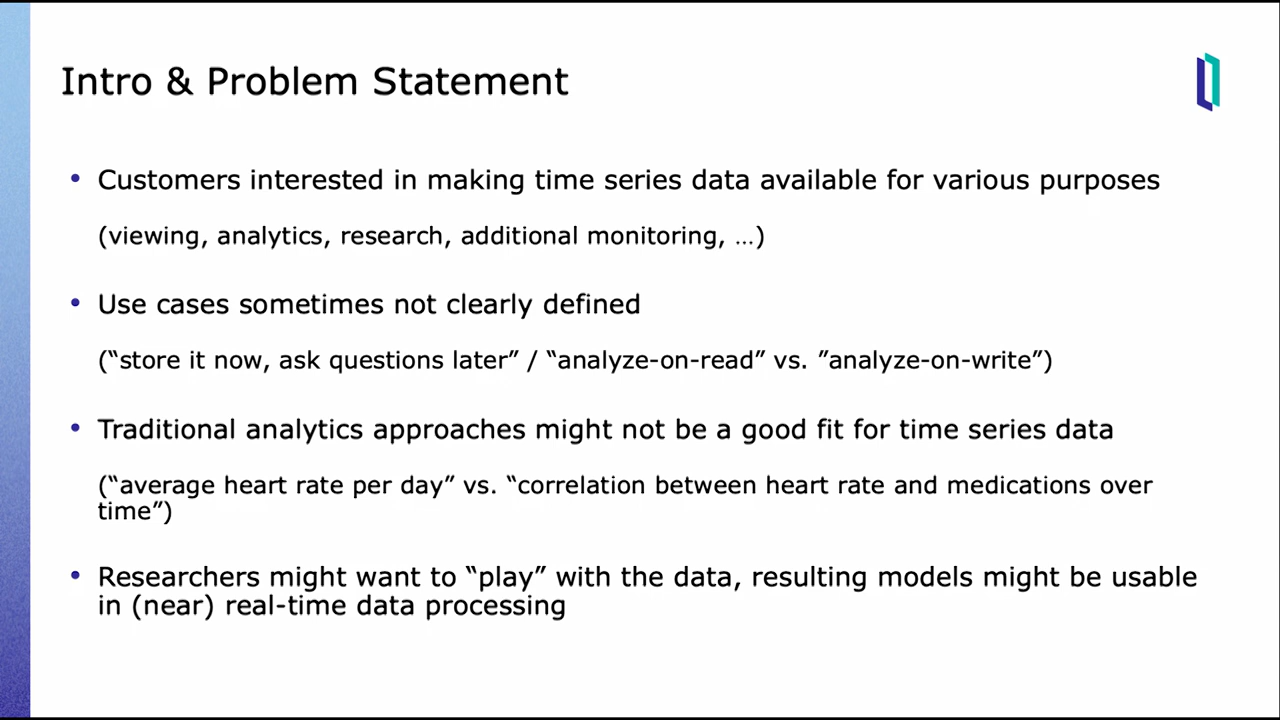 Intro & Problem Statement
• Customers interested in making time series data available for various purposes
(viewing, analytics, research, additional monitoring, …)
• Use cases sometimes not clearly defined
(“store it now, ask questions later” / “analyze-on-read” vs. ”analyze-on-write”)
• Traditional analytics approaches might not be a good fit for time series data
(“average heart rate per day” vs. “correlation between heart rate and medications over
time”)
• Researchers might want to “play” with the data, resulting models might be usable
in (near) real-time data processing